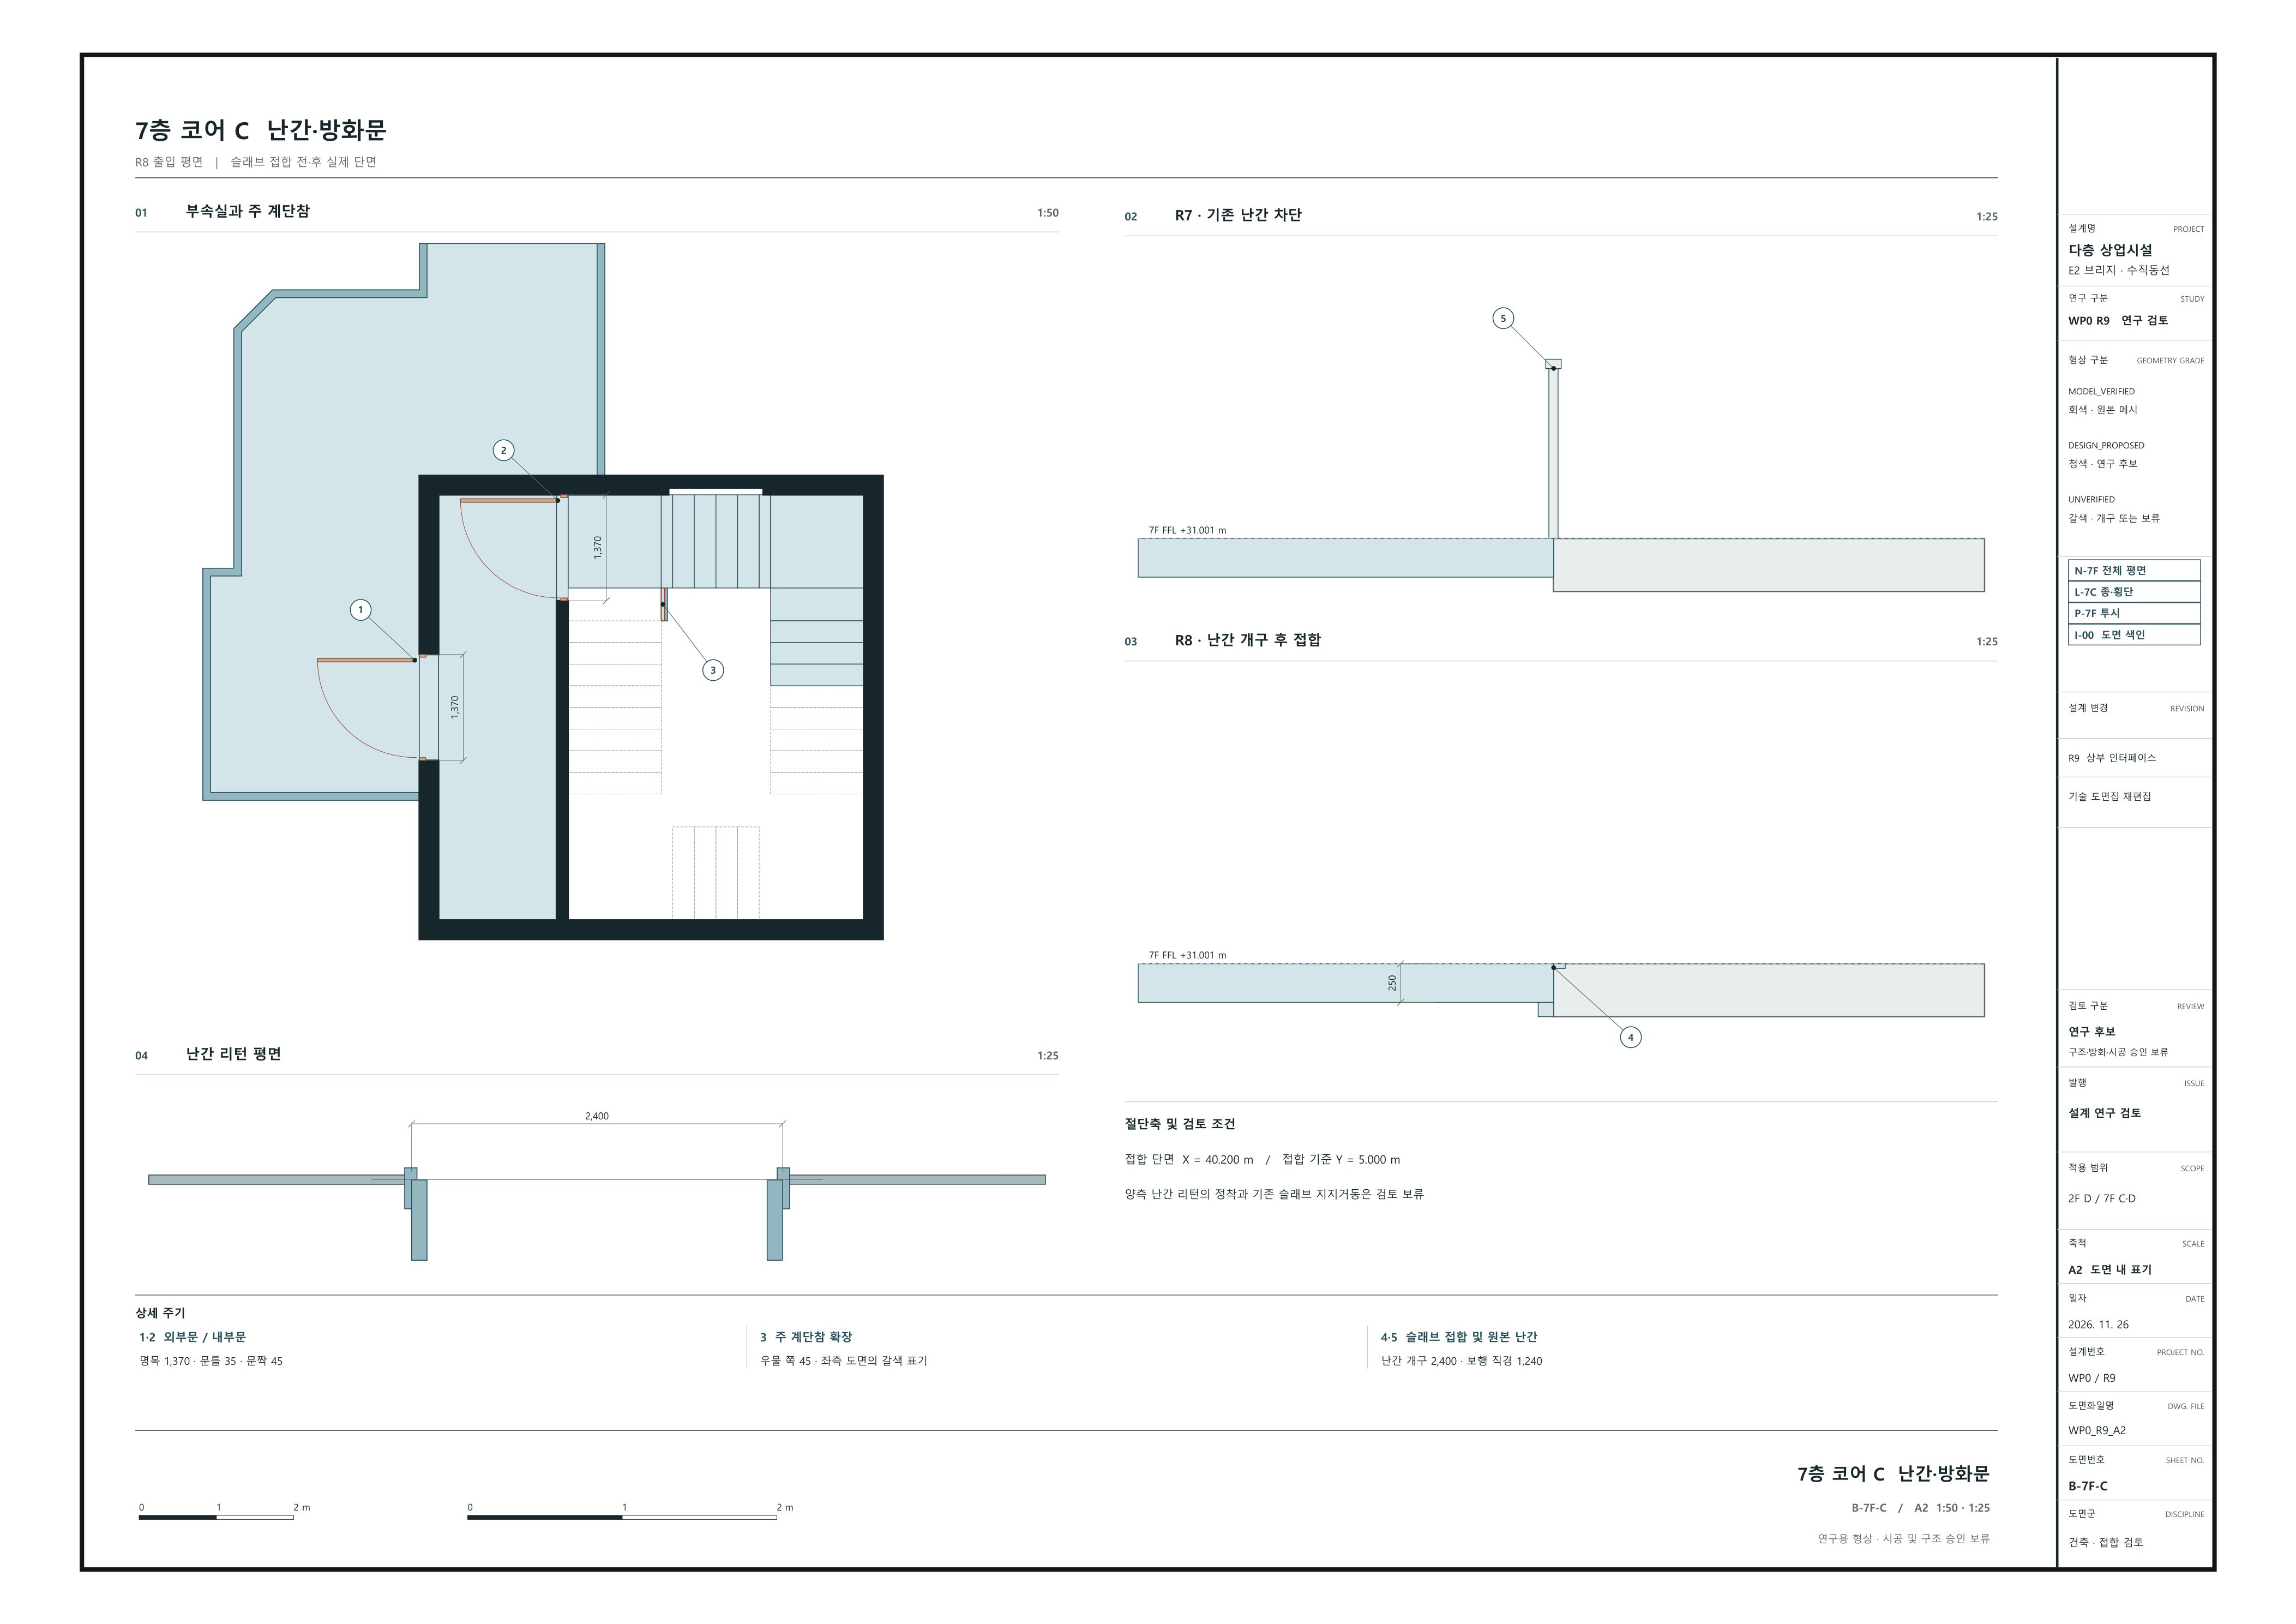 7층 코어 C 난간·방화문
R8 출입 평면 | 슬래브 접합 전·후 실제 단면
01 부속실과 주 계단참 1:50
2
1
3
1,370
1,370
02 R7 · 기존 난간 차단 1:25
5
7F FFL +31.001 m
03 R8 · 난간 개구 후 접합 1:25
7F FFL +31.001 m
250
4
04 난간 리턴 평면 1:25
2,400
절단축 및 검토 조건
접합 단면 X = 40.200 m / 접합 기준 Y = 5.000 m
양측 난간 리턴의 정착과 기존 슬래브 지지거동은 검토 보류
상세 주기
1·2 외부문 / 내부문
명목 1,370 · 문틀 35 · 문짝 45
3 주 계단참 확장
우물 쪽 45 · 좌측 도면의 갈색 표기
4·5 슬래브 접합 및 원본 난간
난간 개구 2,400 · 보행 직경 1,240
0 1 2 m
0 1 2 m
7층 코어 C 난간·방화문
B-7F-C / A2 1:50 · 1:25
연구용 형상 · 시공 및 구조 승인 보류
설계명 PROJECT
다층 상업시설
E2 브리지 · 수직동선
연구 구분 STUDY
WP0 R9 연구 검토
형상 구분 GEOMETRY GRADE
MODEL_VERIFIED
회색 · 원본 메시
DESIGN_PROPOSED
청색 · 연구 후보
UNVERIFIED
갈색 · 개구 또는 보류
N-7F 전체 평면
L-7C 종·횡단
P-7F 투시
I-00 도면 색인
설계 변경 REVISION
R9 상부 인터페이스
기술 도면집 재편집
검토 구분 REVIEW
연구 후보
구조·방화·시공 승인 보류
발행 ISSUE
설계 연구 검토
적용 범위 SCOPE
2F D / 7F C·D
축척 SCALE
A2 도면 내 표기
일자 DATE
2026. 11. 26
설계번호 PROJECT NO.
WP0 / R9
도면화일명 DWG. FILE
WP0_R9_A2
도면번호 SHEET NO.
B-7F-C
도면군 DISCIPLINE
건축 · 접합 검토